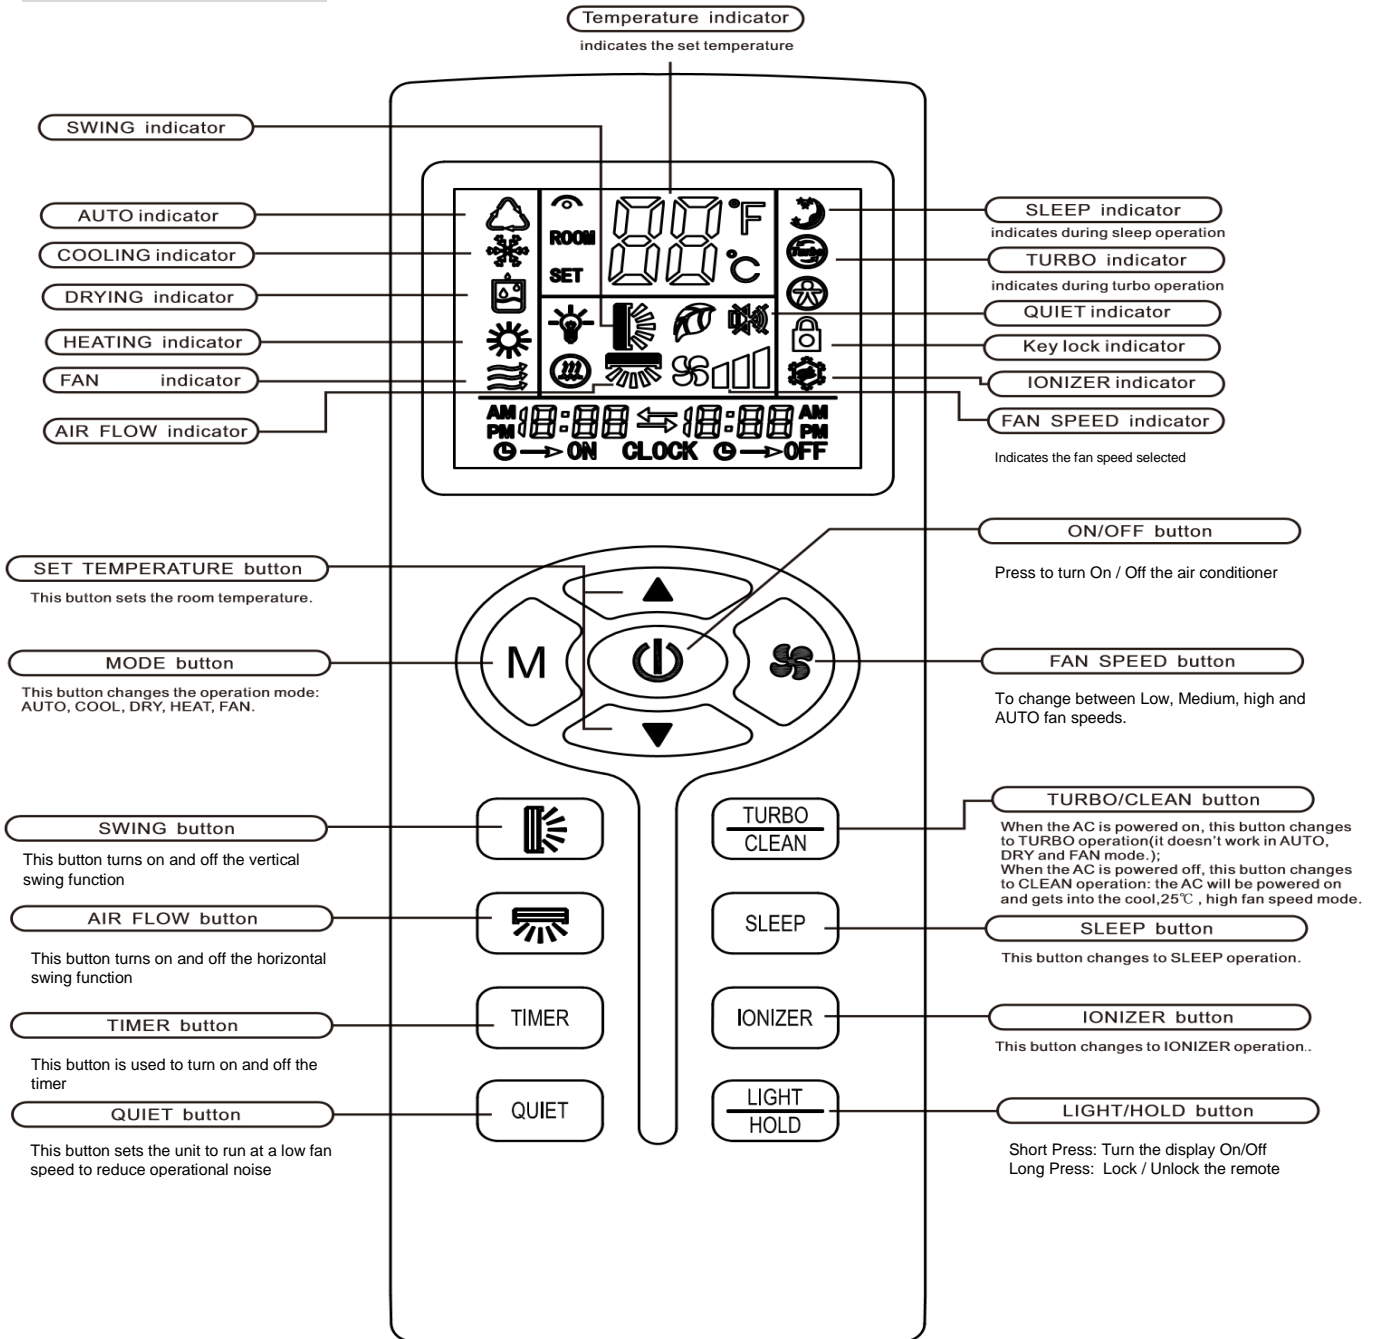 Temperature indicator
indicates the set temperature
SWING indicator
AUTO indicator
COOLING indicator
DRYING indicator
HEATING indicator
FAN indicator
AIR FLOW indicator
ROOM
SET
88 °F
°C
Turbo
AM 18:88 18:88 AM
PM PM
ON CLOCK OFF
SLEEP indicator
indicates during sleep operation
TURBO indicator
indicates during turbo operation
QUIET indicator
Key lock indicator
IONIZER indicator
FAN SPEED indicator
Indicates the fan speed selected
SET TEMPERATURE button
This button sets the room temperature.
MODE button
This button changes the operation mode:
AUTO, COOL, DRY, HEAT, FAN.
M
ON/OFF button
Press to turn On / Off the air conditioner
FAN SPEED button
To change between Low, Medium, high and
AUTO fan speeds.
SWING button
This button turns on and off the vertical
swing function
AIR FLOW button
This button turns on and off the horizontal
swing function
TIMER button
This button is used to turn on and off the
timer
QUIET button
This button sets the unit to run at a low fan
speed to reduce operational noise
TIMER
QUIET
TURBO
CLEAN
SLEEP
IONIZER
LIGHT
HOLD
TURBO/CLEAN button
When the AC is powered on, this button changes
to TURBO operation(it doesn't work in AUTO,
DRY and FAN mode.);
When the AC is powered off, this button changes
to CLEAN operation: the AC will be powered on
and gets into the cool,25℃ , high fan speed mode.
SLEEP button
This button changes to SLEEP operation.
IONIZER button
This button changes to IONIZER operation..
LIGHT/HOLD button
Short Press: Turn the display On/Off
Long Press: Lock / Unlock the remote